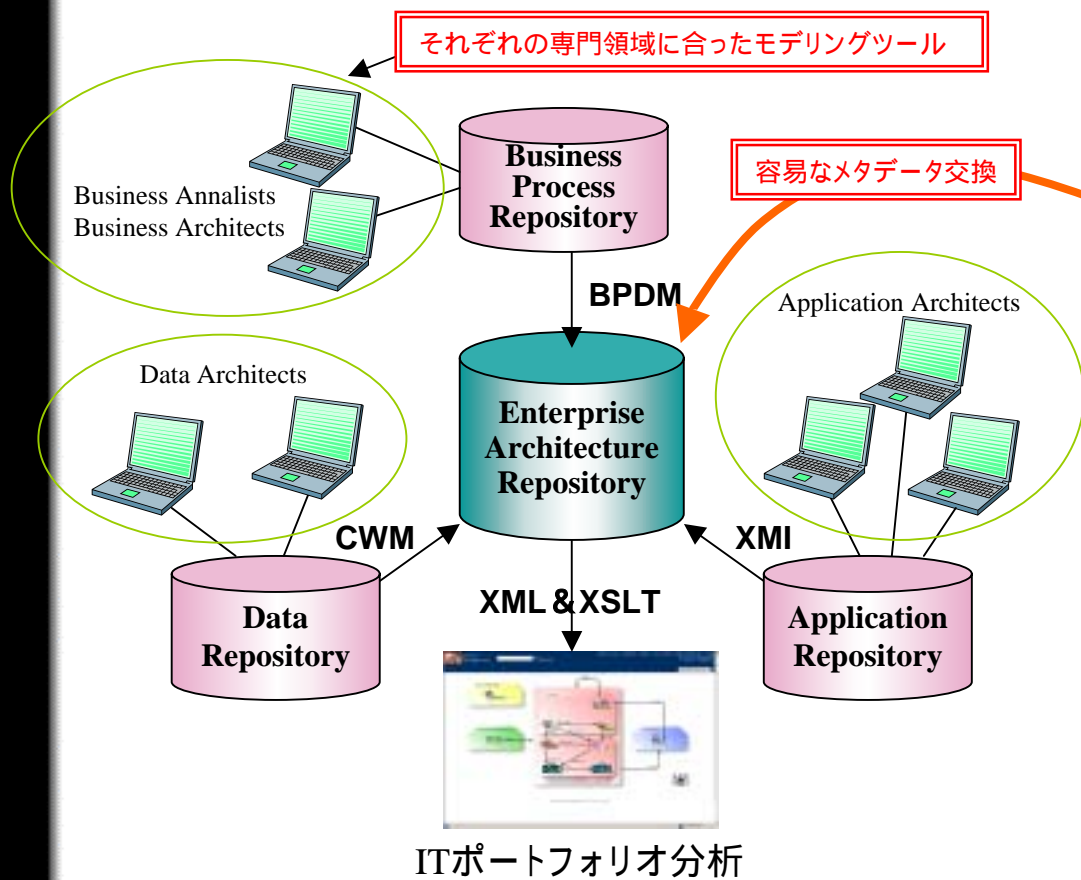 それぞれの専門領域に合ったモデリングツール
Business
Process
Repository
容易なメタデータ交換
Business Annalists
Business Architects
BPDM
Application Architects
Data Architects
Enterprise
Architecture
Repository
CWM
XMI
XML&XSLT
Data
Repository
Application
Repository
ITポートフォリオ分析